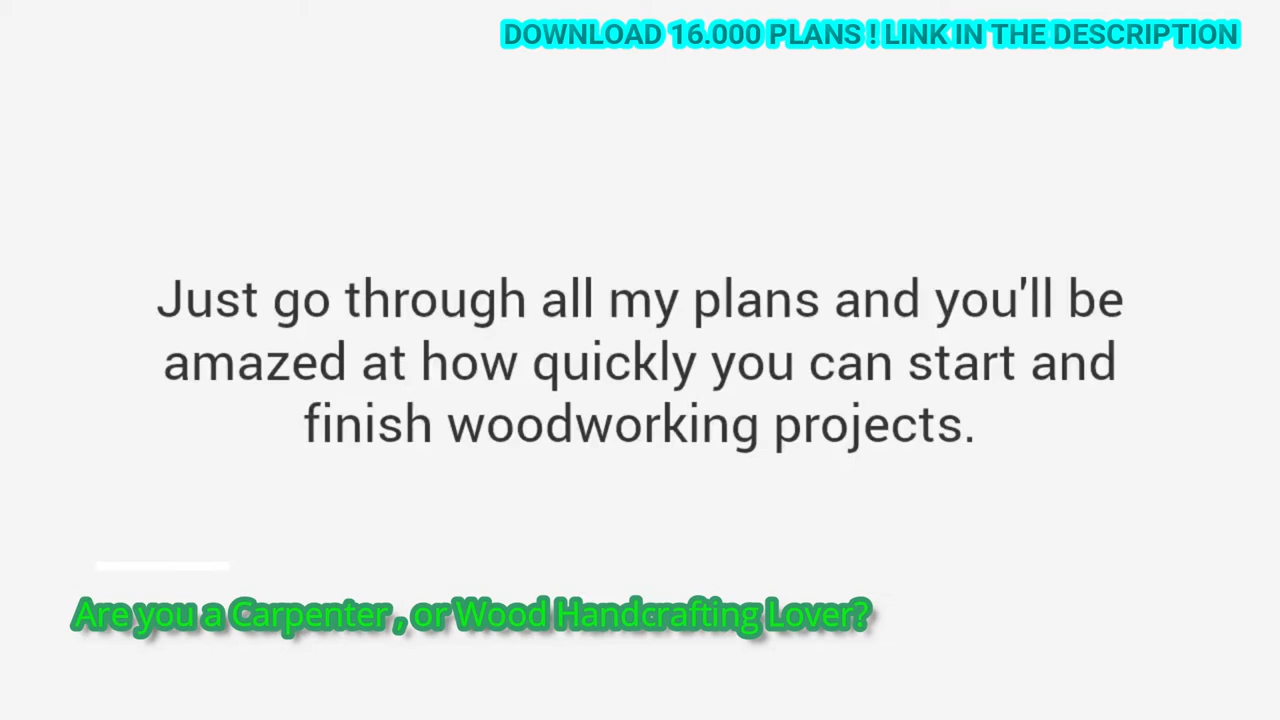 DOWNLOAD 16.000 PLANS ! LINK IN THE DESCRIPTION
Just go through all my plans and you'll be
amazed at how quickly you can start and
finish woodworking projects.
Are you a Carpenter , or Wood Handcrafting Lover?